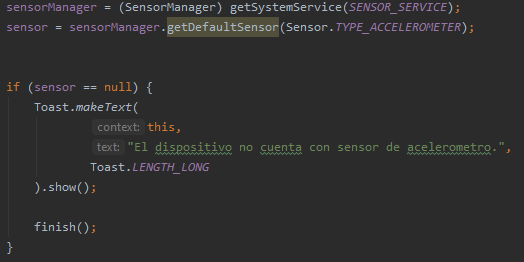 sensorManager = (SensorManager) getSystemService(SENSOR_SERVICE);
sensor = sensorManager.getDefaultSensor(Sensor.TYPE_ACCELEROMETER);
if (sensor == null) {
Toast.makeText(
context: this,
text: "El dispositivo no cuenta con sensor de acelerometro.",
Toast.LENGTH_LONG
).show();
finish();
}